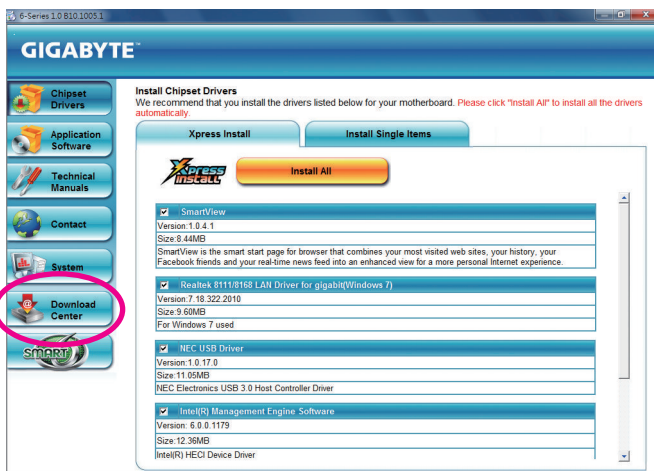 6-Series 1.0 B10.1005.1
GIGABYTE™
Chipset
Drivers
Application
Software
Technical
Manuals
Contact
System
Download
Center
SMART
Install Chipset Drivers
We recommend that you install the drivers listed below for your motherboard. Please click "Install All" to install all the drivers
automatically.
Xpress Install
Install Single Items
Xpress
Install
Install All
SmartView
Version:1.0.4.1
Size:8.44MB
SmartView is the smart start page for browser that combines your most visited web sites, your history, your
Facebook friends and your real-time news feed into an enhanced view for a more personal Internet experience.
Realtek 8111/8168 LAN Driver for gigabit(Windows 7)
Version:7.18.322.2010
Size:9.60MB
For Windows 7 used
NEC USB Driver
Version:1.0.17.0
Size:11.05MB
NEC Electronics USB 3.0 Host Controller Driver
Intel(R) Management Engine Software
Version: 6.0.0.1179
Size:12.36MB
Intel(R) HECI Device Driver